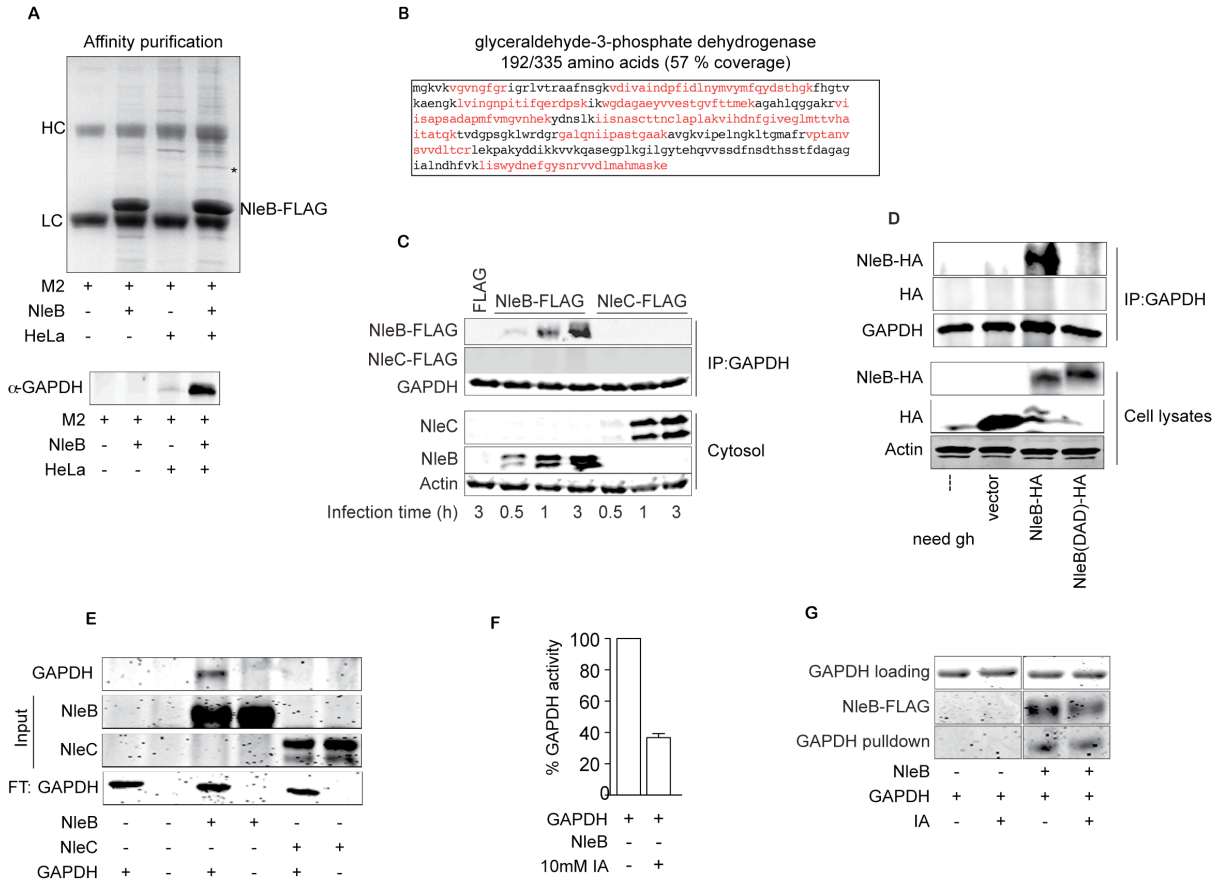 A
Affinity purification
HC
*
NleB-FLAG
LC
M2 + + + +
NleB - + - +
HeLa - - + +
α-GAPDH
M2 + + + +
NleB - + - +
HeLa - - + +
B
glyceraldehyde-3-phosphate dehydrogenase
192/335 amino acids (57 % coverage)
mgkvkvgvngfgrigrlvtraafnsgkvdivaindpfidlnymvymfqydsthgkfhgtv
kaengklvingnpitifqerdpskikwgdagaeyvvestgvfttmekagahlqggakrvi
isapsadapmfvmgvnhekydnslkiisnascttnclaplakvihdnfgiveglmttvha
itatqktvdgpsgklwrdgrgalqniipastgaakavgkvipelngkltgmafrvptanv
svvdltcrlekpakyddikkvvkqasegplkgilgytehqvvssdfnsdthsstfdagag
ialndhfvkliswydnefgysnrvvdlmahmaske
C
FLAG
NleB-FLAG NleC-FLAG
NleB-FLAG
NleC-FLAG
GAPDH
IP:GAPDH
NleC
NleB
Actin
Cytosol
Infection time (h) 3 0.5 1 3 0.5 1 3
D
NleB-HA
HA
GAPDH
IP:GAPDH
NleB-HA
HA
Actin
Cell lysates
---
vector
NleB-HA
NleB(DAD)-HA
need gh
E
GAPDH
Input
NleB
NleC
FT: GAPDH
NleB - - + + - -
NleC - - - - + +
GAPDH + - + - + -
F
% GAPDH activity
100
80
60
40
20
0
GAPDH + +
NleB - -
10mM IA - +
G
GAPDH loading
NleB-FLAG
GAPDH pulldown
NleB - - + +
GAPDH + + + +
IA - + - +